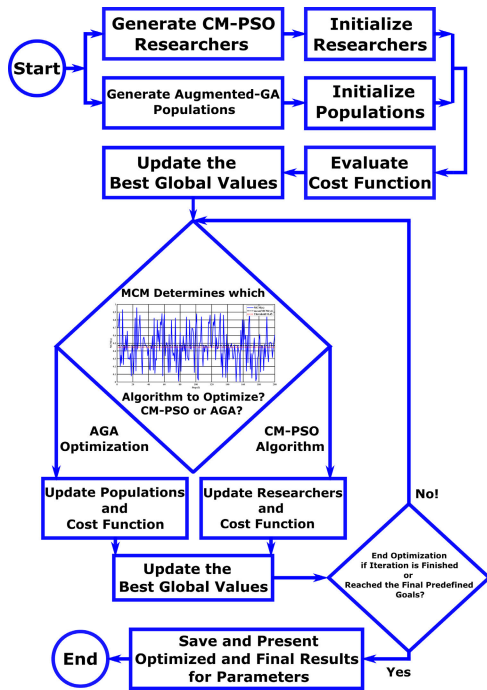 Start
Generate CM-PSO
Researchers
Initialize
Researchers
Generate Augmented-GA
Populations
Initialize
Populations
Update the
Best Global Values
Evaluate
Cost Function
MCM Determines which
Algorithm to Optimize?
CM-PSO or AGA?
AGA
Optimization
CM-PSO
Algorithm
Update Populations
and
Cost Function
Update Researchers
and
Cost Function
No!
Update the
Best Global Values
End Optimization
if Iteration is Finished
or
Reached the Final Predefined
Goals?
Yes
Save and Present
Optimized and Final Results
for Parameters
End